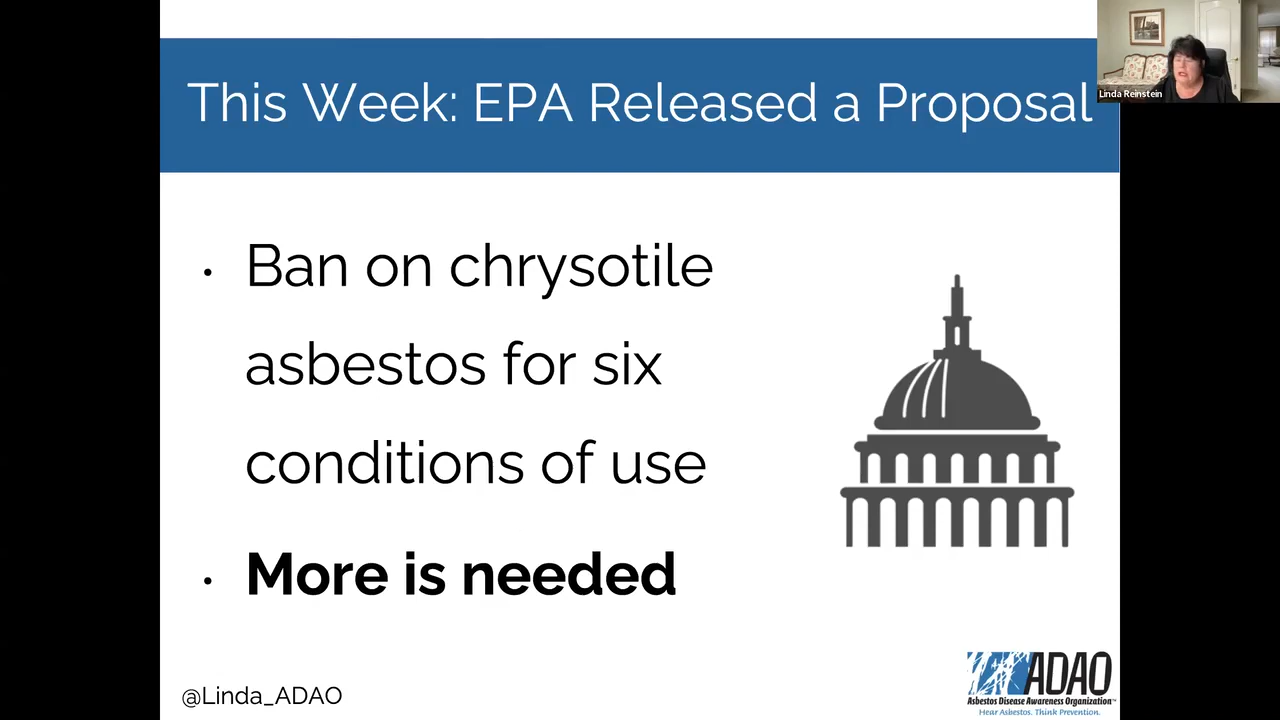 This Week: EPA Released a Proposal
Linda Reinstein
• Ban on chrysotile
asbestos for six
conditions of use
• More is needed
@Linda_ADAO
ADAO
Asbestos Disease Awareness Organization™
Hear Asbestos. Think Prevention.